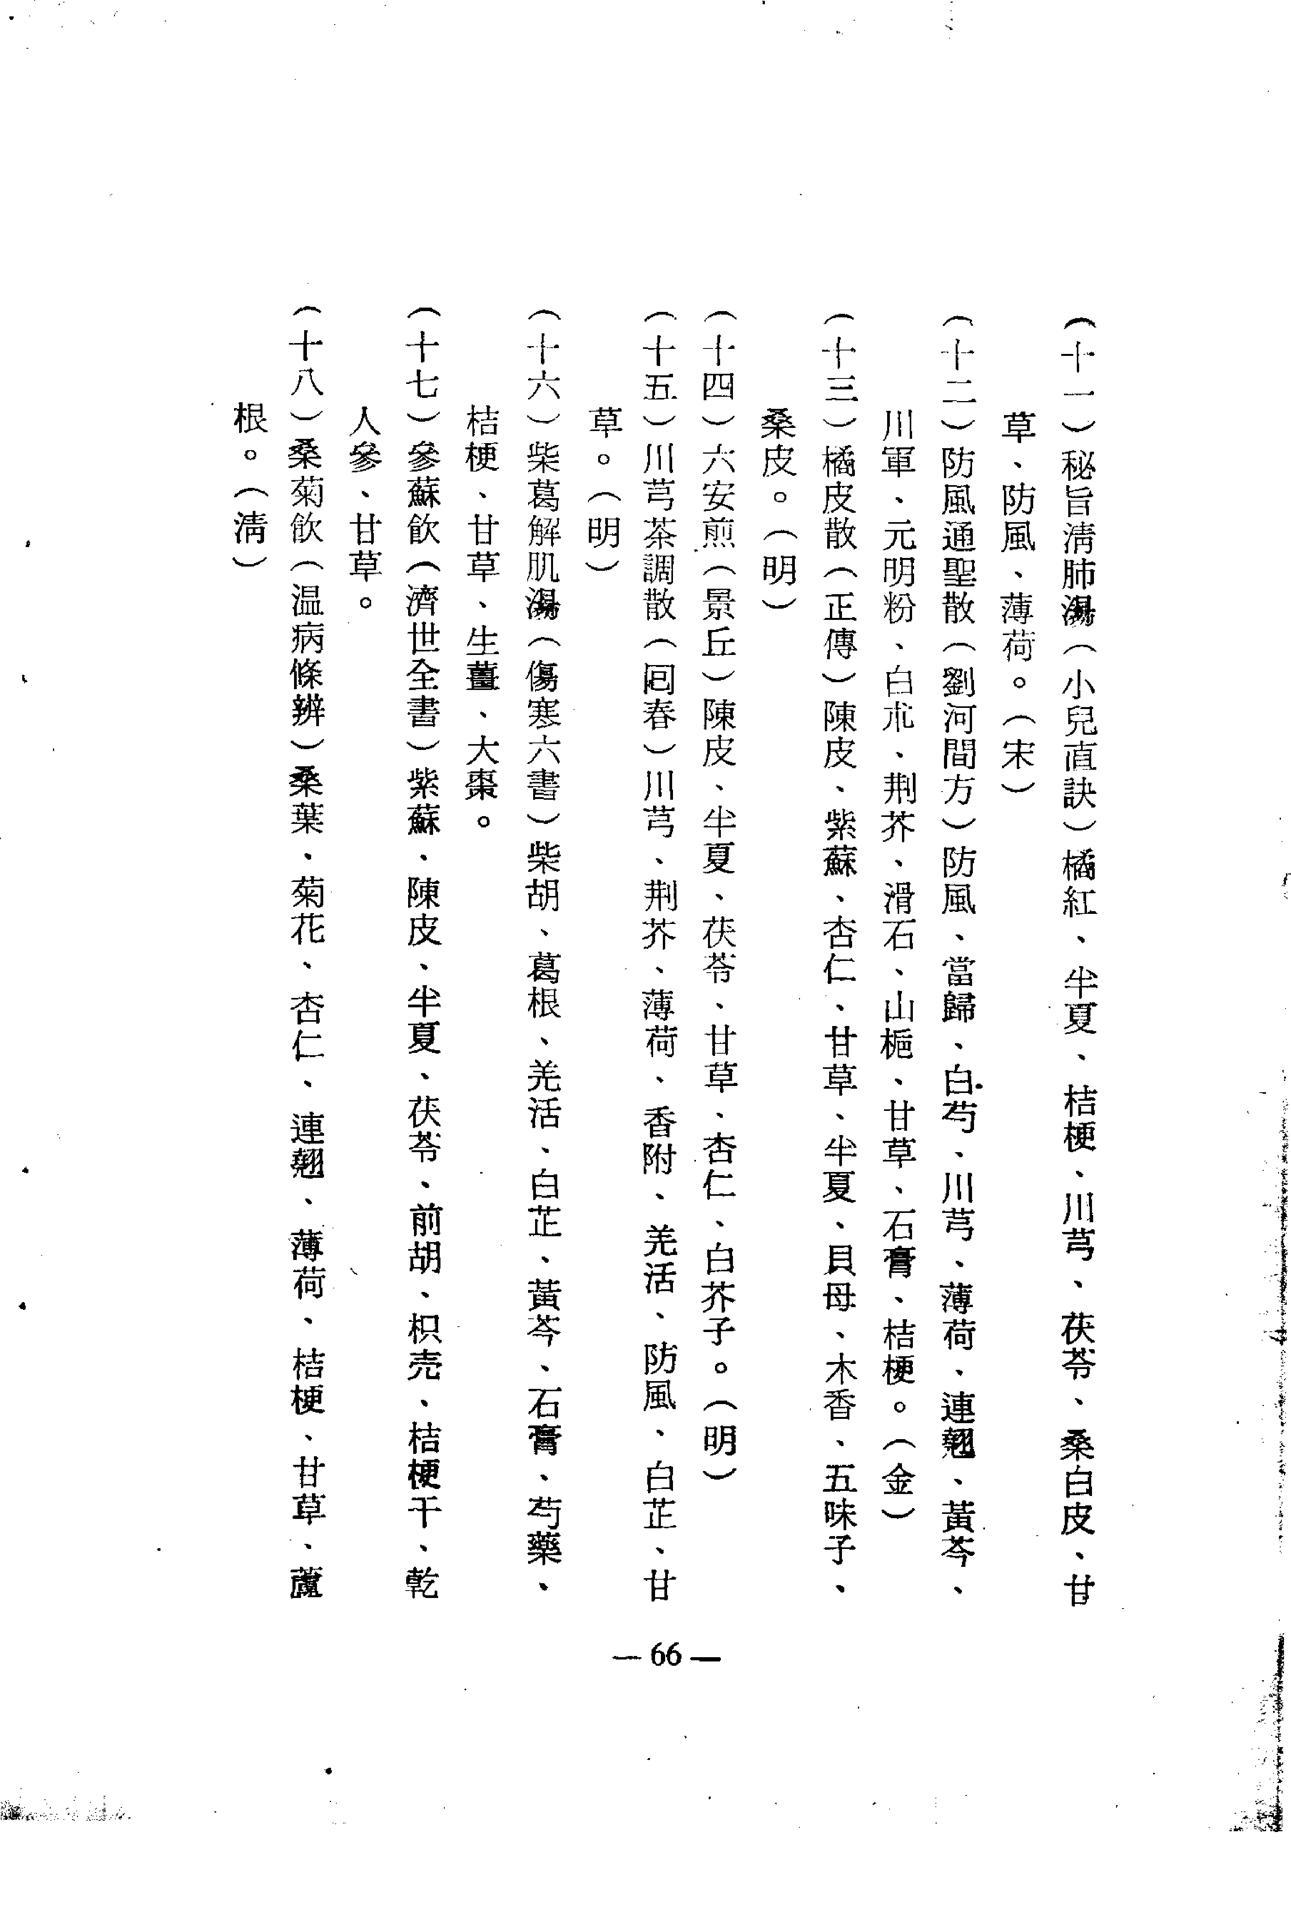 （十一）秘旨淸肺湯（小兒直訣）橘紅、半夏、桔梗、川芎、茯苓、桑白皮、甘
草、防風、薄荷。（宋）
（十二）防風通聖散（劉河間方）防風、當歸、白芍、川芎、薄荷、連翹、黃芩、
川軍、元明粉、白朮、荆芥、滑石、山梔、甘草、石膏、桔梗。（金）
（十三）橘皮散（正傳）陳皮、紫蘇、杏仁、甘草、半夏、貝母、木香、五味子、
桑皮。（明）
（十四）六安煎（景丘）陳皮、半夏、茯苓、甘草、杏仁、白芥子。（明）
（十五）川芎茶調散（囘春）川芎、荆芥、薄荷、香附、羌活、防風、白芷、甘
草。（明）
（十六）柴葛解肌湯（傷寒六書）柴胡、葛根、羌活、白芷、黃芩、石膏、芍藥、
桔梗、甘草、生薑、大棗。
（十七）參蘇飲（濟世全書）紫蘇、陳皮、半夏、茯苓、前胡、枳壳、桔梗干、乾
人參、甘草。
（十八）桑菊飲（温病條辨）桑葉、菊花、杏仁、連翹、薄荷、桔梗、甘草、蘆
根。（淸）
— 66 —